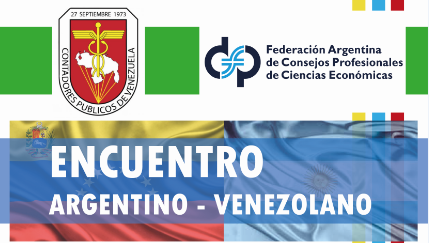 27 SEPTIEMBRE 1973
CONTADORES PUBLICOS DE VENEZUELA
Federación Argentina
de Consejos Profesionales
de Ciencias Económicas
ENCUENTRO
ARGENTINO - VENEZOLANO